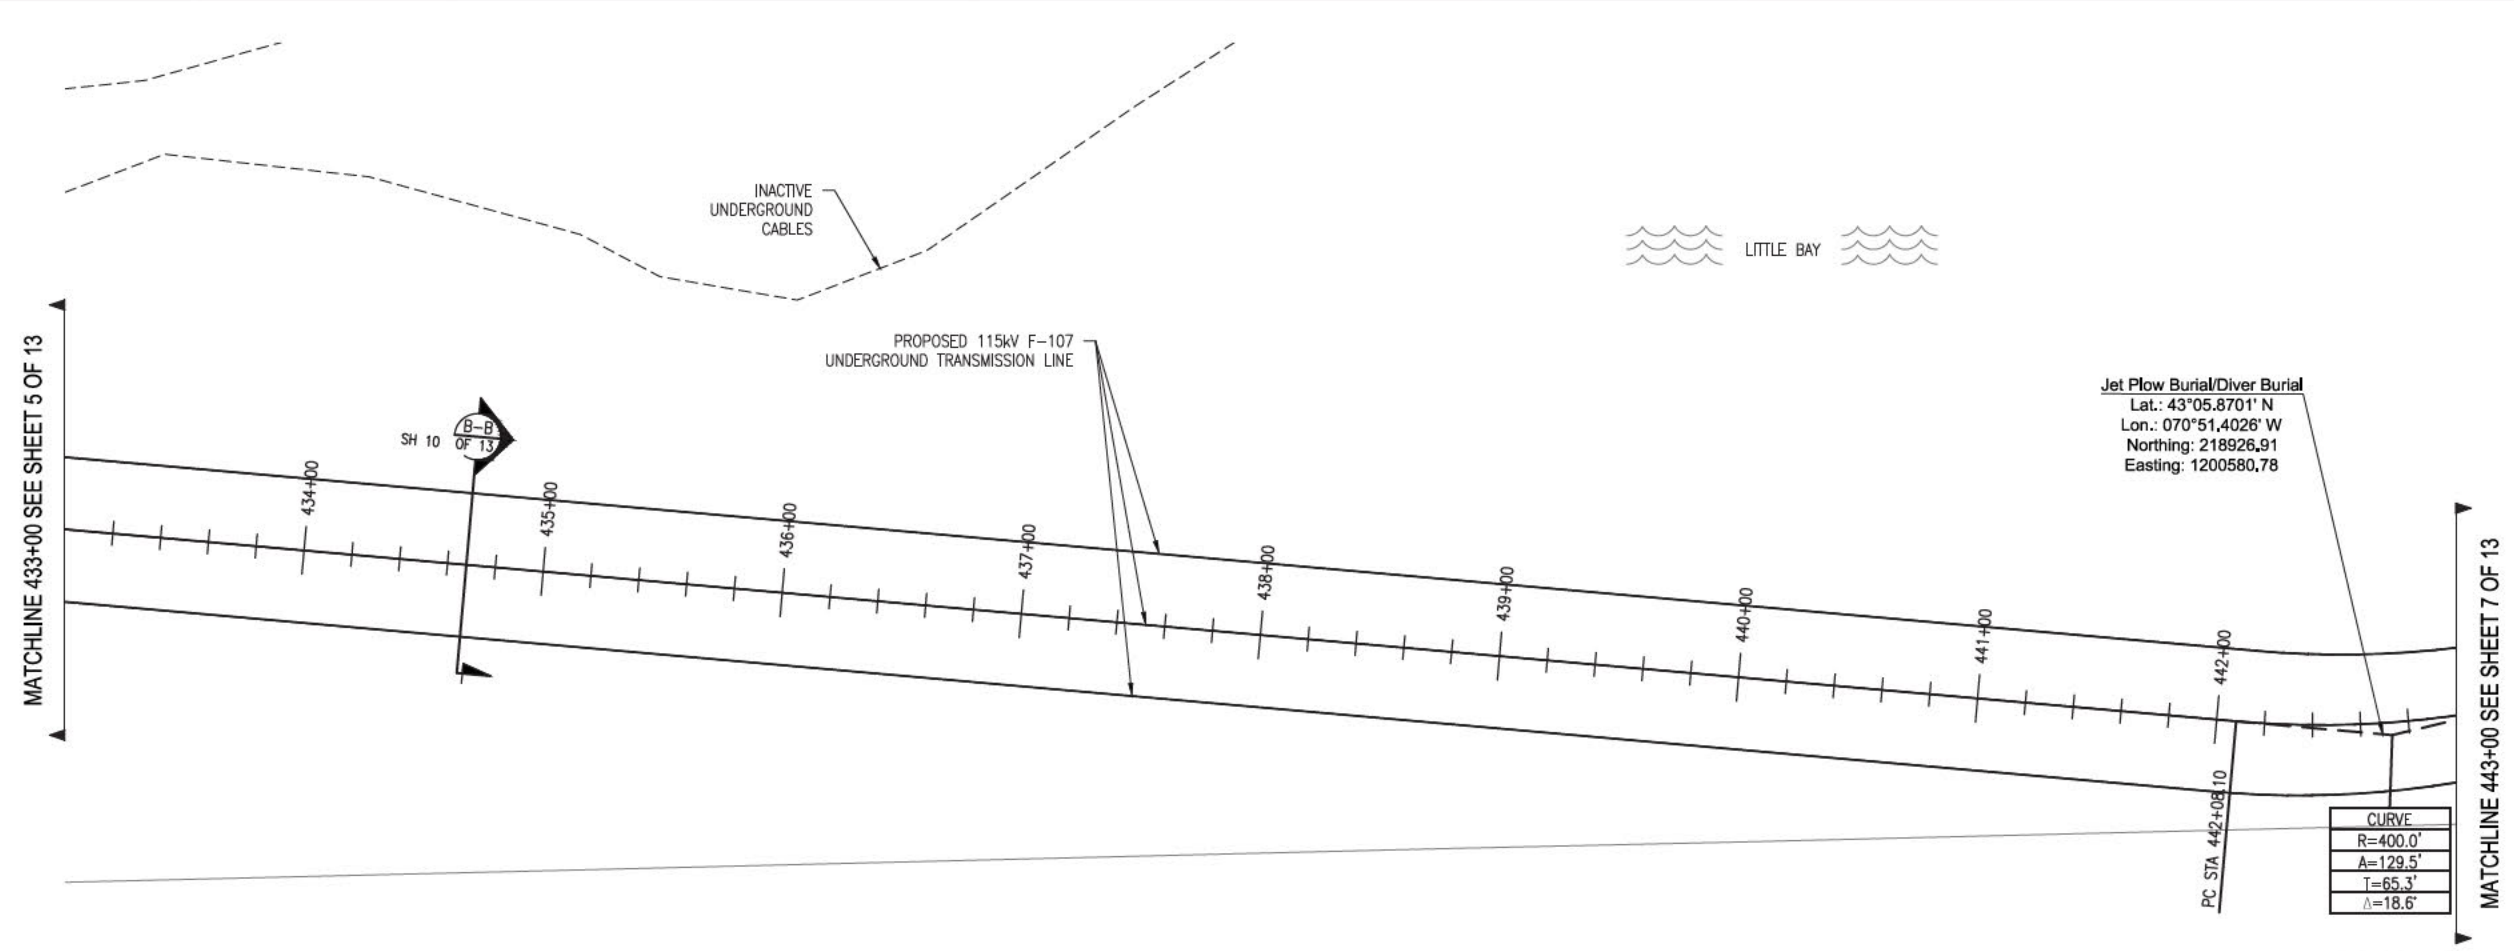 INACTIVE
UNDERGROUND
CABLES
LITTLE BAY
PROPOSED 115kV F-107
UNDERGROUND TRANSMISSION LINE
MATCHLINE 433+00 SEE SHEET 5 OF 13
Jet Plow Burial/Diver Burial
Lat.: 43°05.8701' N
Lon.: 070°51.4026' W
Northing: 218926.91
Easting: 1200580.78
B-B
SH 10 OF 13
434+00
435+00
436+00
437+00
438+00
439+00
440+00
441+00
442+00
MATCHLINE 443+00 SEE SHEET 7 OF 13
PC STA 442+08.10
CURVE
R=400.0'
A=129.5'
T=65.3'
Δ=18.6°